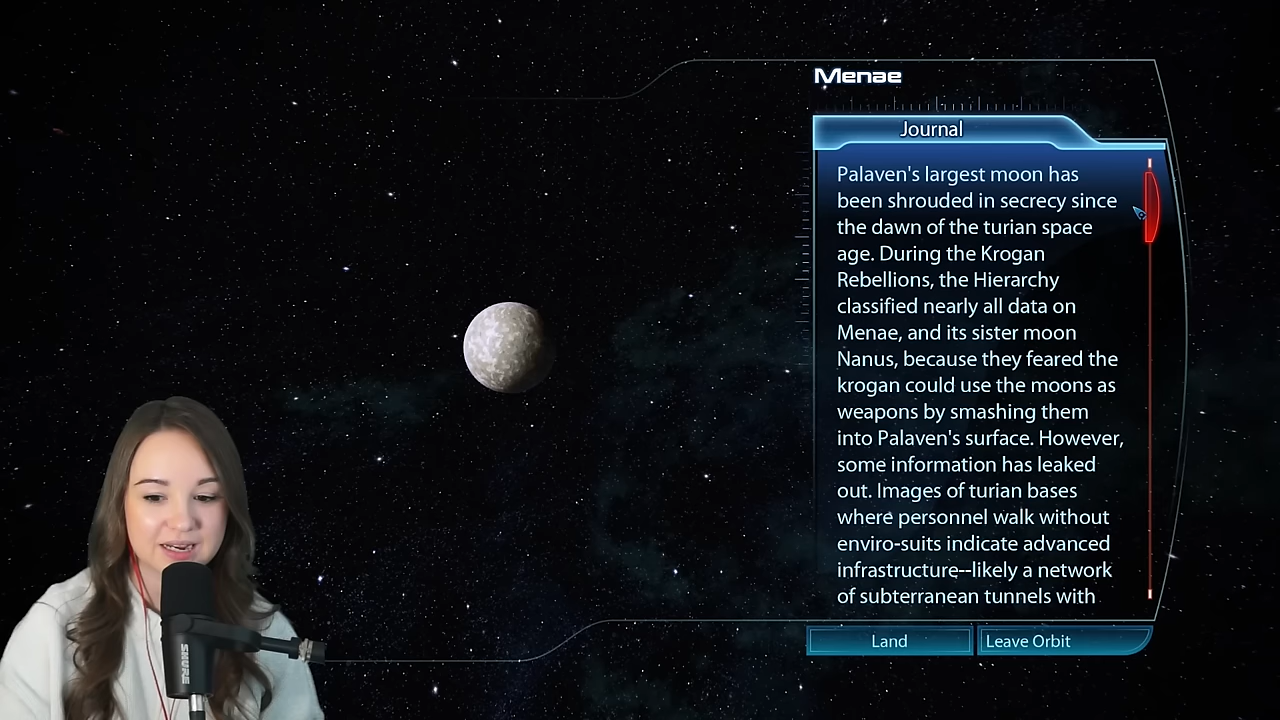 Menae
Journal
Palaven's largest moon has
been shrouded in secrecy since
the dawn of the turian space
age. During the Krogan
Rebellions, the Hierarchy
classified nearly all data on
Menae, and its sister moon
Nanus, because they feared the
krogan could use the moons as
weapons by smashing them
into Palaven's surface. However,
some information has leaked
out. Images of turian bases
where personnel walk without
enviro-suits indicate advanced
infrastructure--likely a network
of subterranean tunnels with
Land
Leave Orbit
SHURE